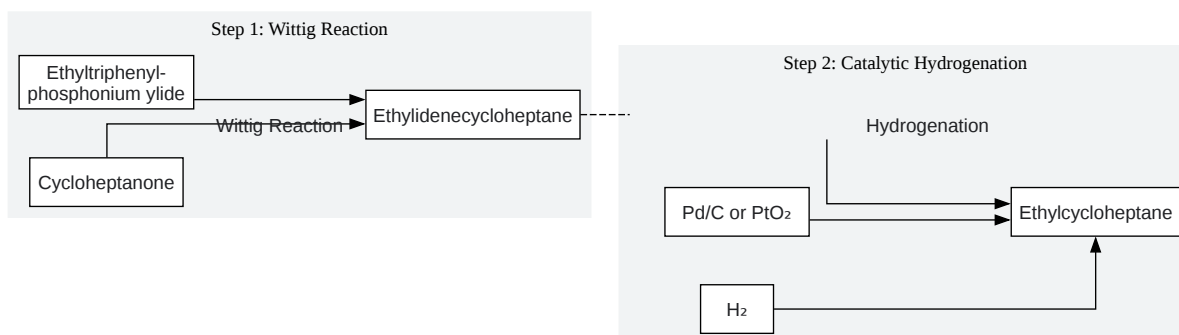 Step 1: Wittig Reaction
Ethyltriphenyl-
phosphonium ylide
Ethylidenecycloheptane
Wittig Reaction
Cycloheptanone
Step 2: Catalytic Hydrogenation
Hydrogenation
Pd/C or PtO₂
Ethylcycloheptane
H₂